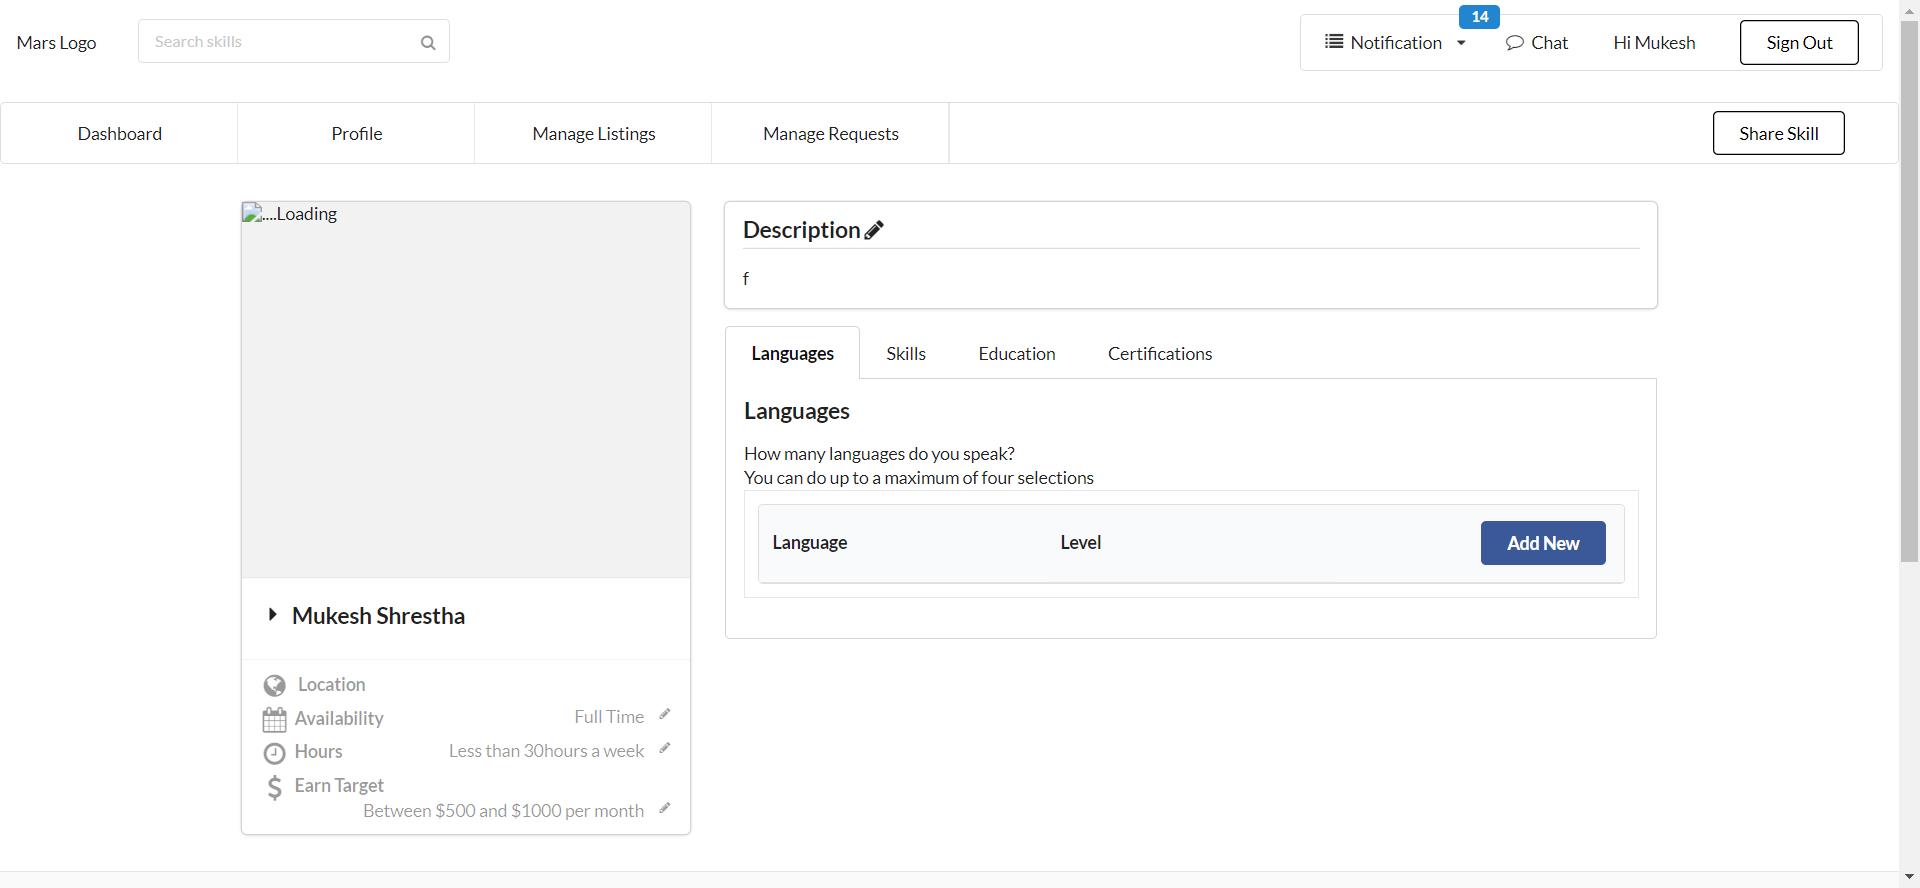 Mars Logo
Search skills
Notification
14
Chat
Hi Mukesh
Sign Out
Dashboard
Profile
Manage Listings
Manage Requests
Share Skill
....Loading
Mukesh Shrestha
Location
Availability Full Time
Hours Less than 30hours a week
Earn Target
Between $500 and $1000 per month
Description
f
Languages
Skills
Education
Certifications
Languages
How many languages do you speak?
You can do up to a maximum of four selections
Language Level Add New